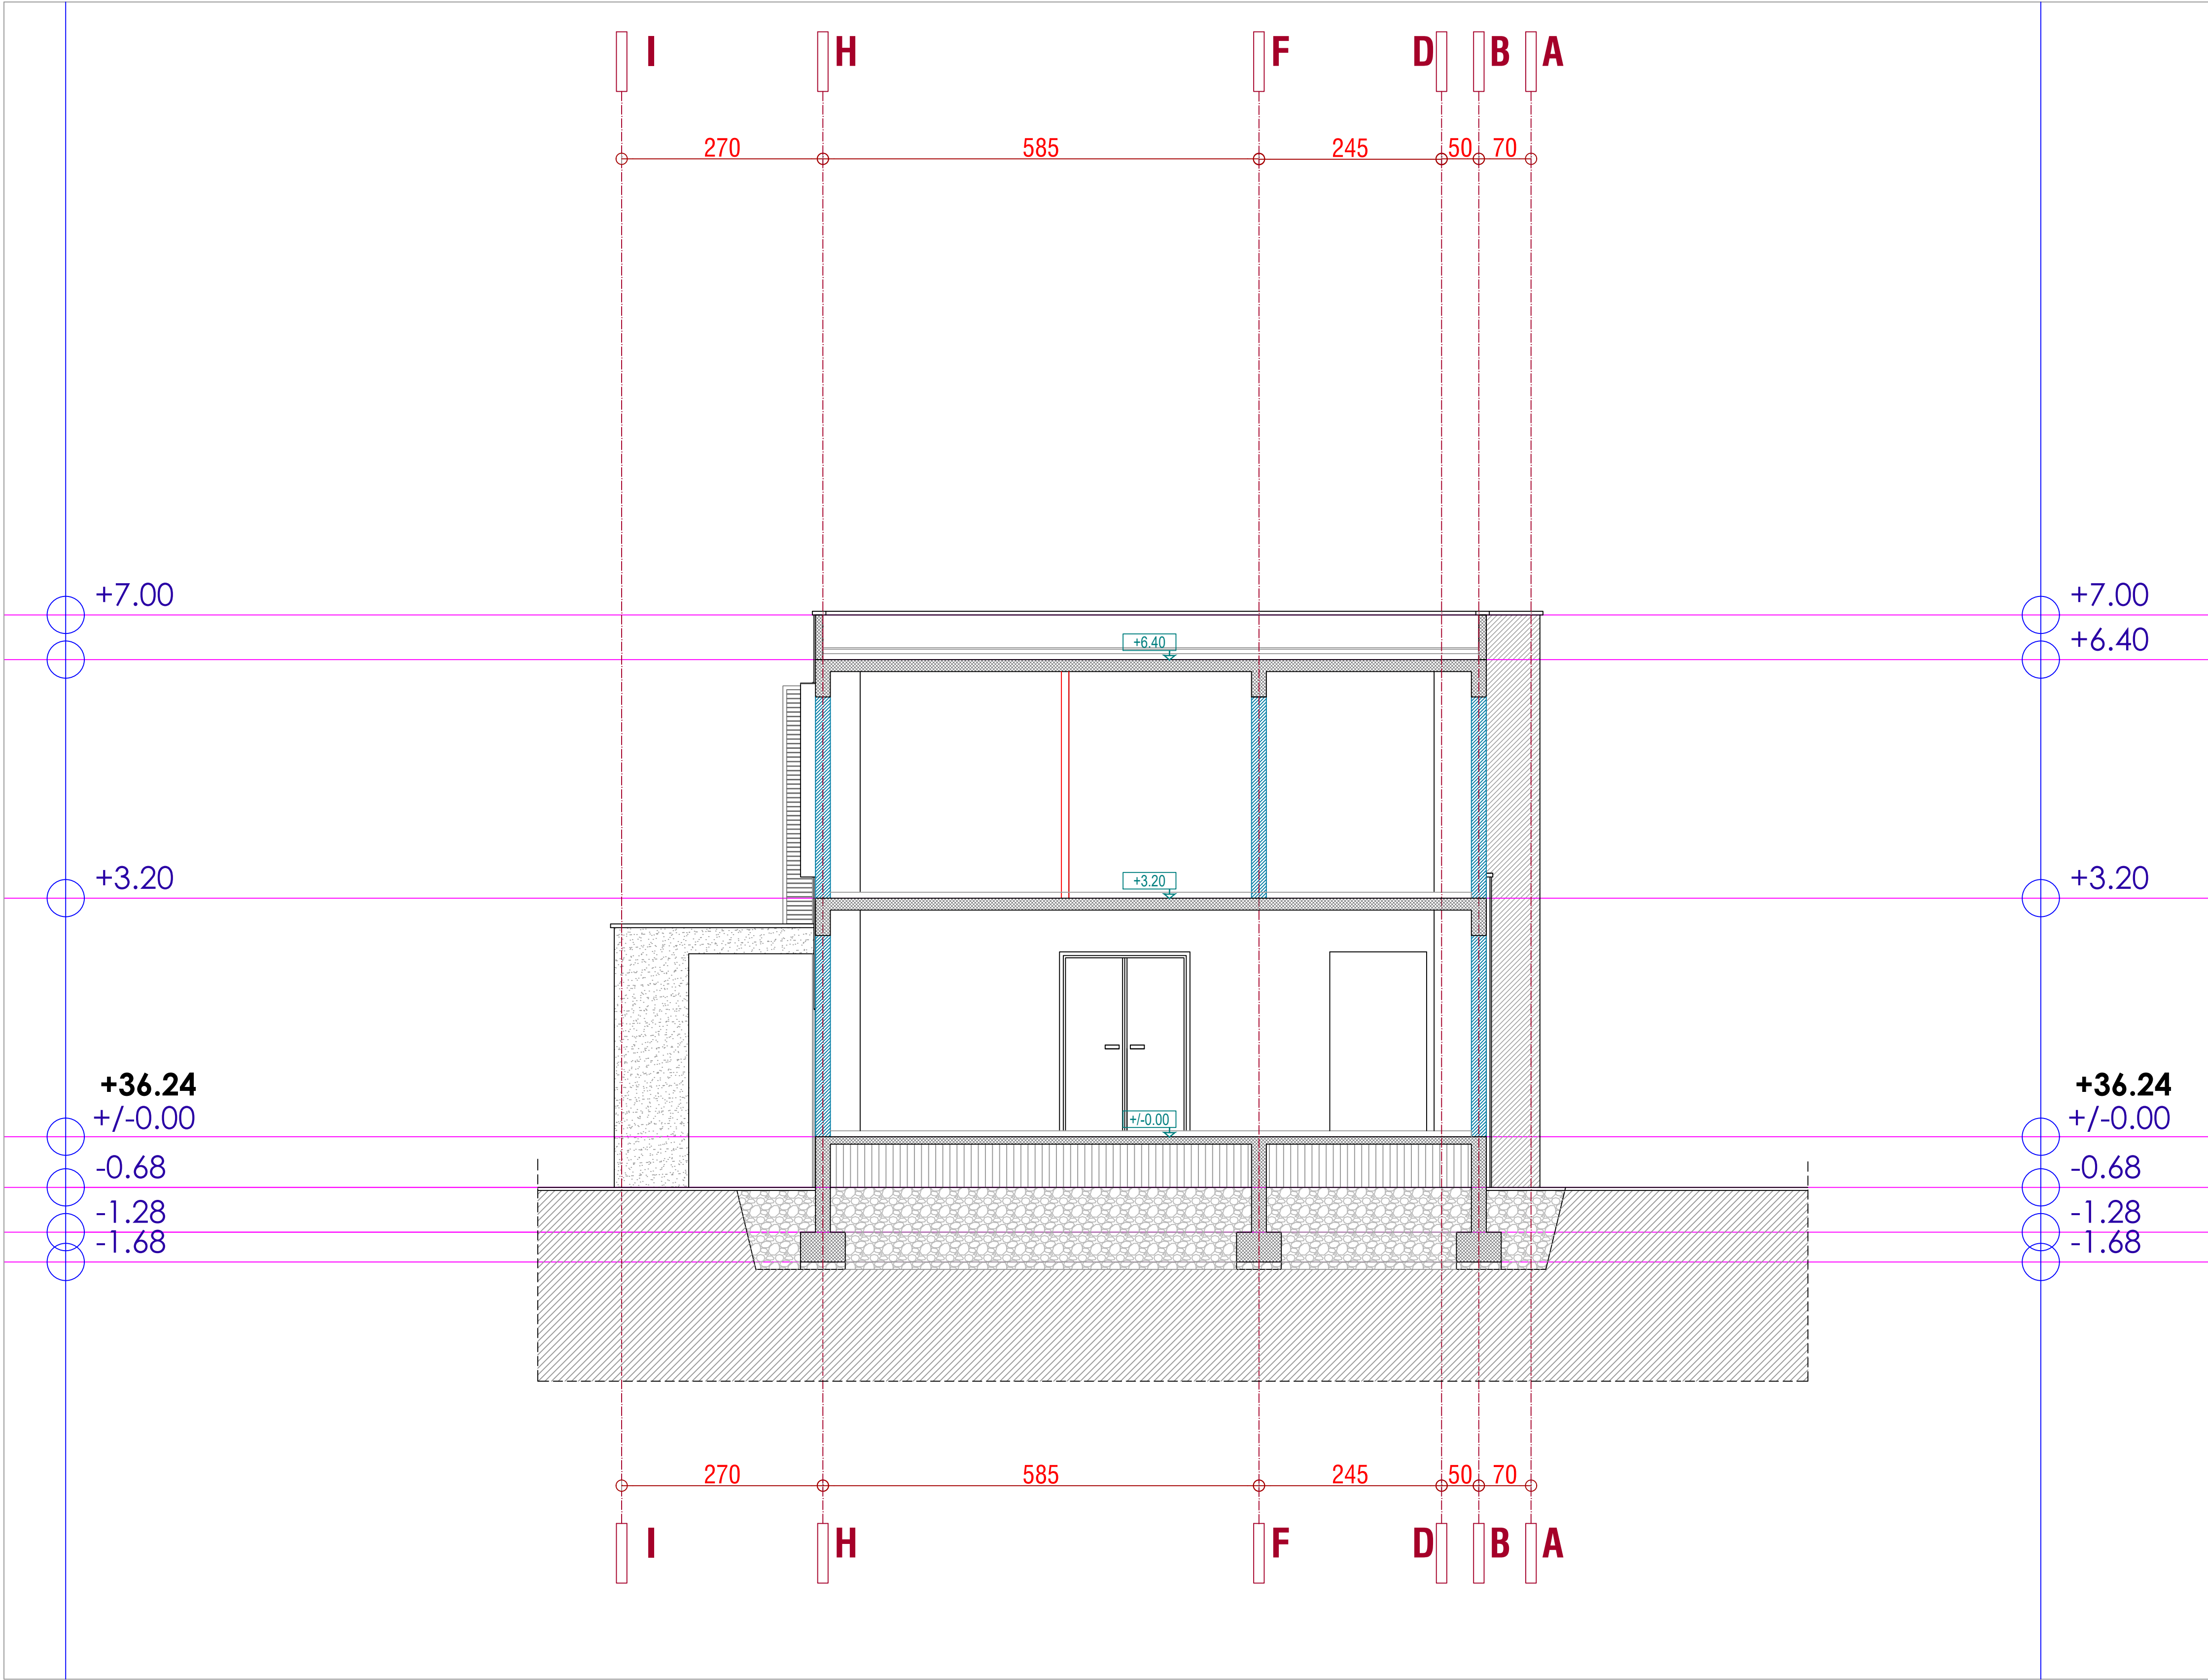 I H F D B A
270 585 245 50 70
+7.00 +7.00
+6.40 +6.40
+3.20 +3.20 +3.20
+36.24 +36.24
+/-0.00 +/-0.00 +/-0.00
-0.68 -0.68
-1.28 -1.28
-1.68 -1.68
270 585 245 50 70
I H F D B A